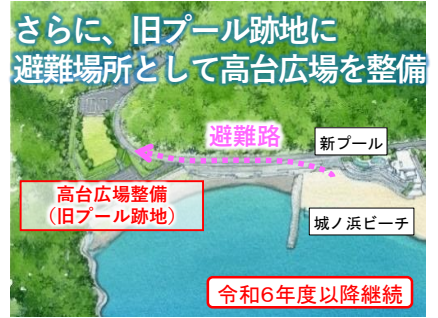 さらに、旧プール跡地に
避難場所として高台広場を整備
避難路
新プール
高台広場整備
（旧プール跡地）
城ノ浜ビーチ
令和6年度以降継続